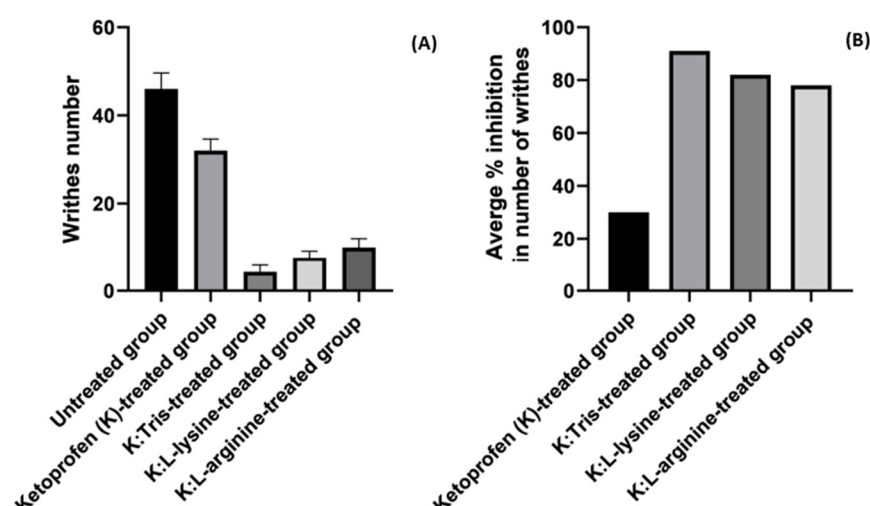 (A)
Writhes number
60
40
20
0
Untreated group
Ketoprofen (K)-treated group
K:Tris-treated group
K:L-lysine-treated group
K:L-arginine-treated group
(B)
Averge % inhibition
in number of writhes
100
80
60
40
20
0
Ketoprofen (K)-treated group
K:Tris-treated group
K:L-lysine-treated group
K:L-arginine-treated group